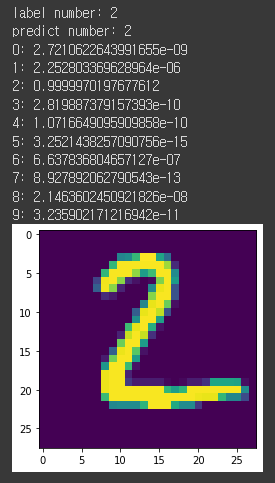 label number: 2
predict number: 2
0: 2.7210622643991655e-09
1: 2.252803369628964e-06
2: 0.9999970197677612
3: 2.819887379157393e-10
4: 1.0716649095909858e-10
5: 3.2521438257090756e-15
6: 6.637836804657127e-07
7: 8.927892062790543e-13
8: 2.1463602450921826e-08
9: 3.235902171216942e-11
0
5
10
15
20
25
0 5 10 15 20 25
2